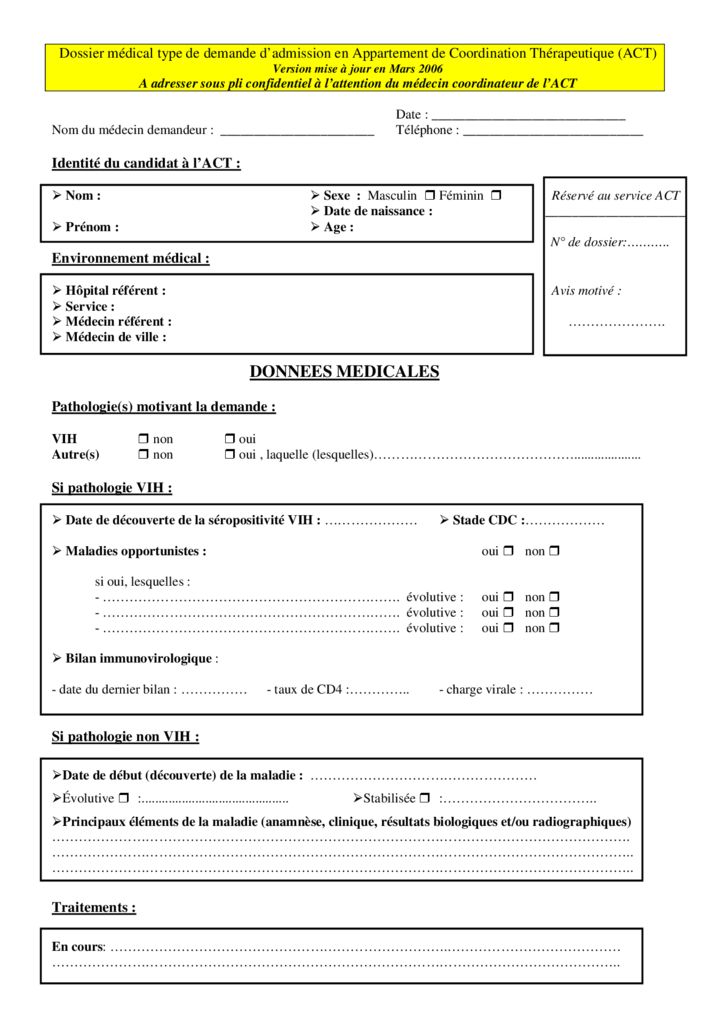 Dossier médical type de demande d’admission en Appartement de Coordination Thérapeutique (ACT)
Version mise à jour en Mars 2006
A adresser sous pli confidentiel à l’attention du médecin coordinateur de l’ACT
Date : ____________________________
Nom du médecin demandeur : ______________________ Téléphone : __________________________
Identité du candidat à l’ACT :
➢ Nom : ➢ Sexe : Masculin ❒ Féminin ❒
➢ Date de naissance :
➢ Prénom : ➢ Age :
Réservé au service ACT
N° de dossier:……….
Avis motivé :
………………….
Environnement médical :
➢ Hôpital référent :
➢ Service :
➢ Médecin référent :
➢ Médecin de ville :
DONNEES MEDICALES
Pathologie(s) motivant la demande :
VIH ❒ non ❒ oui
Autre(s) ❒ non ❒ oui , laquelle (lesquelles)………………………………………....................
Si pathologie VIH :
➢ Date de découverte de la séropositivité VIH : ………………… ➢ Stade CDC :………………
➢ Maladies opportunistes : oui ❒ non ❒
si oui, lesquelles :
- …………………………………………………………. évolutive : oui ❒ non ❒
- …………………………………………………………. évolutive : oui ❒ non ❒
- …………………………………………………………. évolutive : oui ❒ non ❒
➢ Bilan immunovirologique :
- date du dernier bilan : …………… - taux de CD4 :………….. - charge virale : ……………
Si pathologie non VIH :
➢Date de début (découverte) de la maladie : ……………………………………………
➢Évolutive ❒ :............................................ ➢Stabilisée ❒ :……………………………..
➢Principaux éléments de la maladie (anamnèse, clinique, résultats biologiques et/ou radiographiques)
………………………………………………………………………………………………………………….
…………………………………………………………………………………………………………………..
…………………………………………………………………………………………………………………..
Traitements :
En cours: ……………………………………………………………………………………………………
………………………………………………………………………………………………………………..